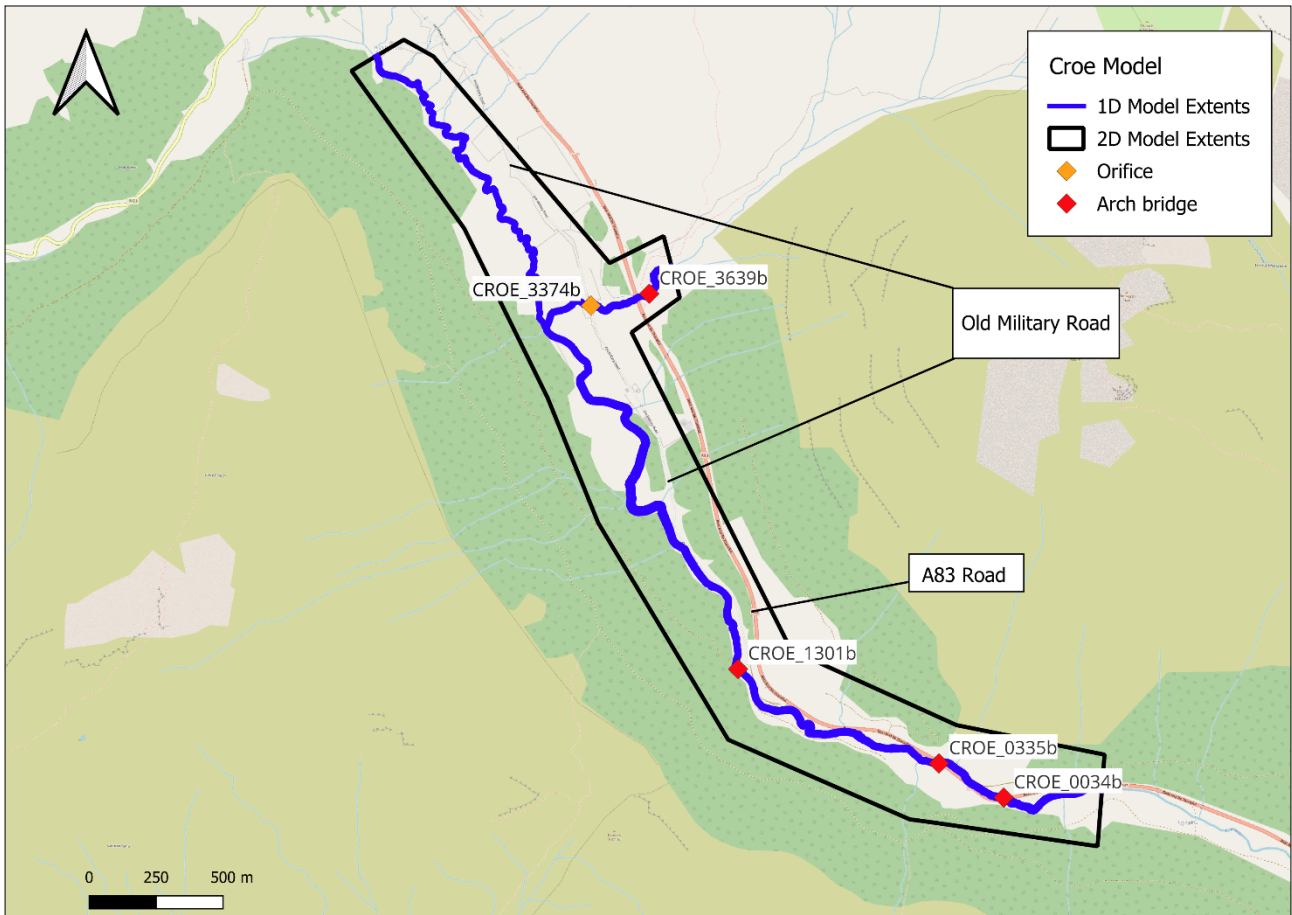 Croe Model
1D Model Extents
2D Model Extents
Orifice
Arch bridge
CROE_3639b
CROE_3374b
Old Military Road
A83 Road
CROE_1301b
CROE_0335b
CROE_0034b
0 250 500 m